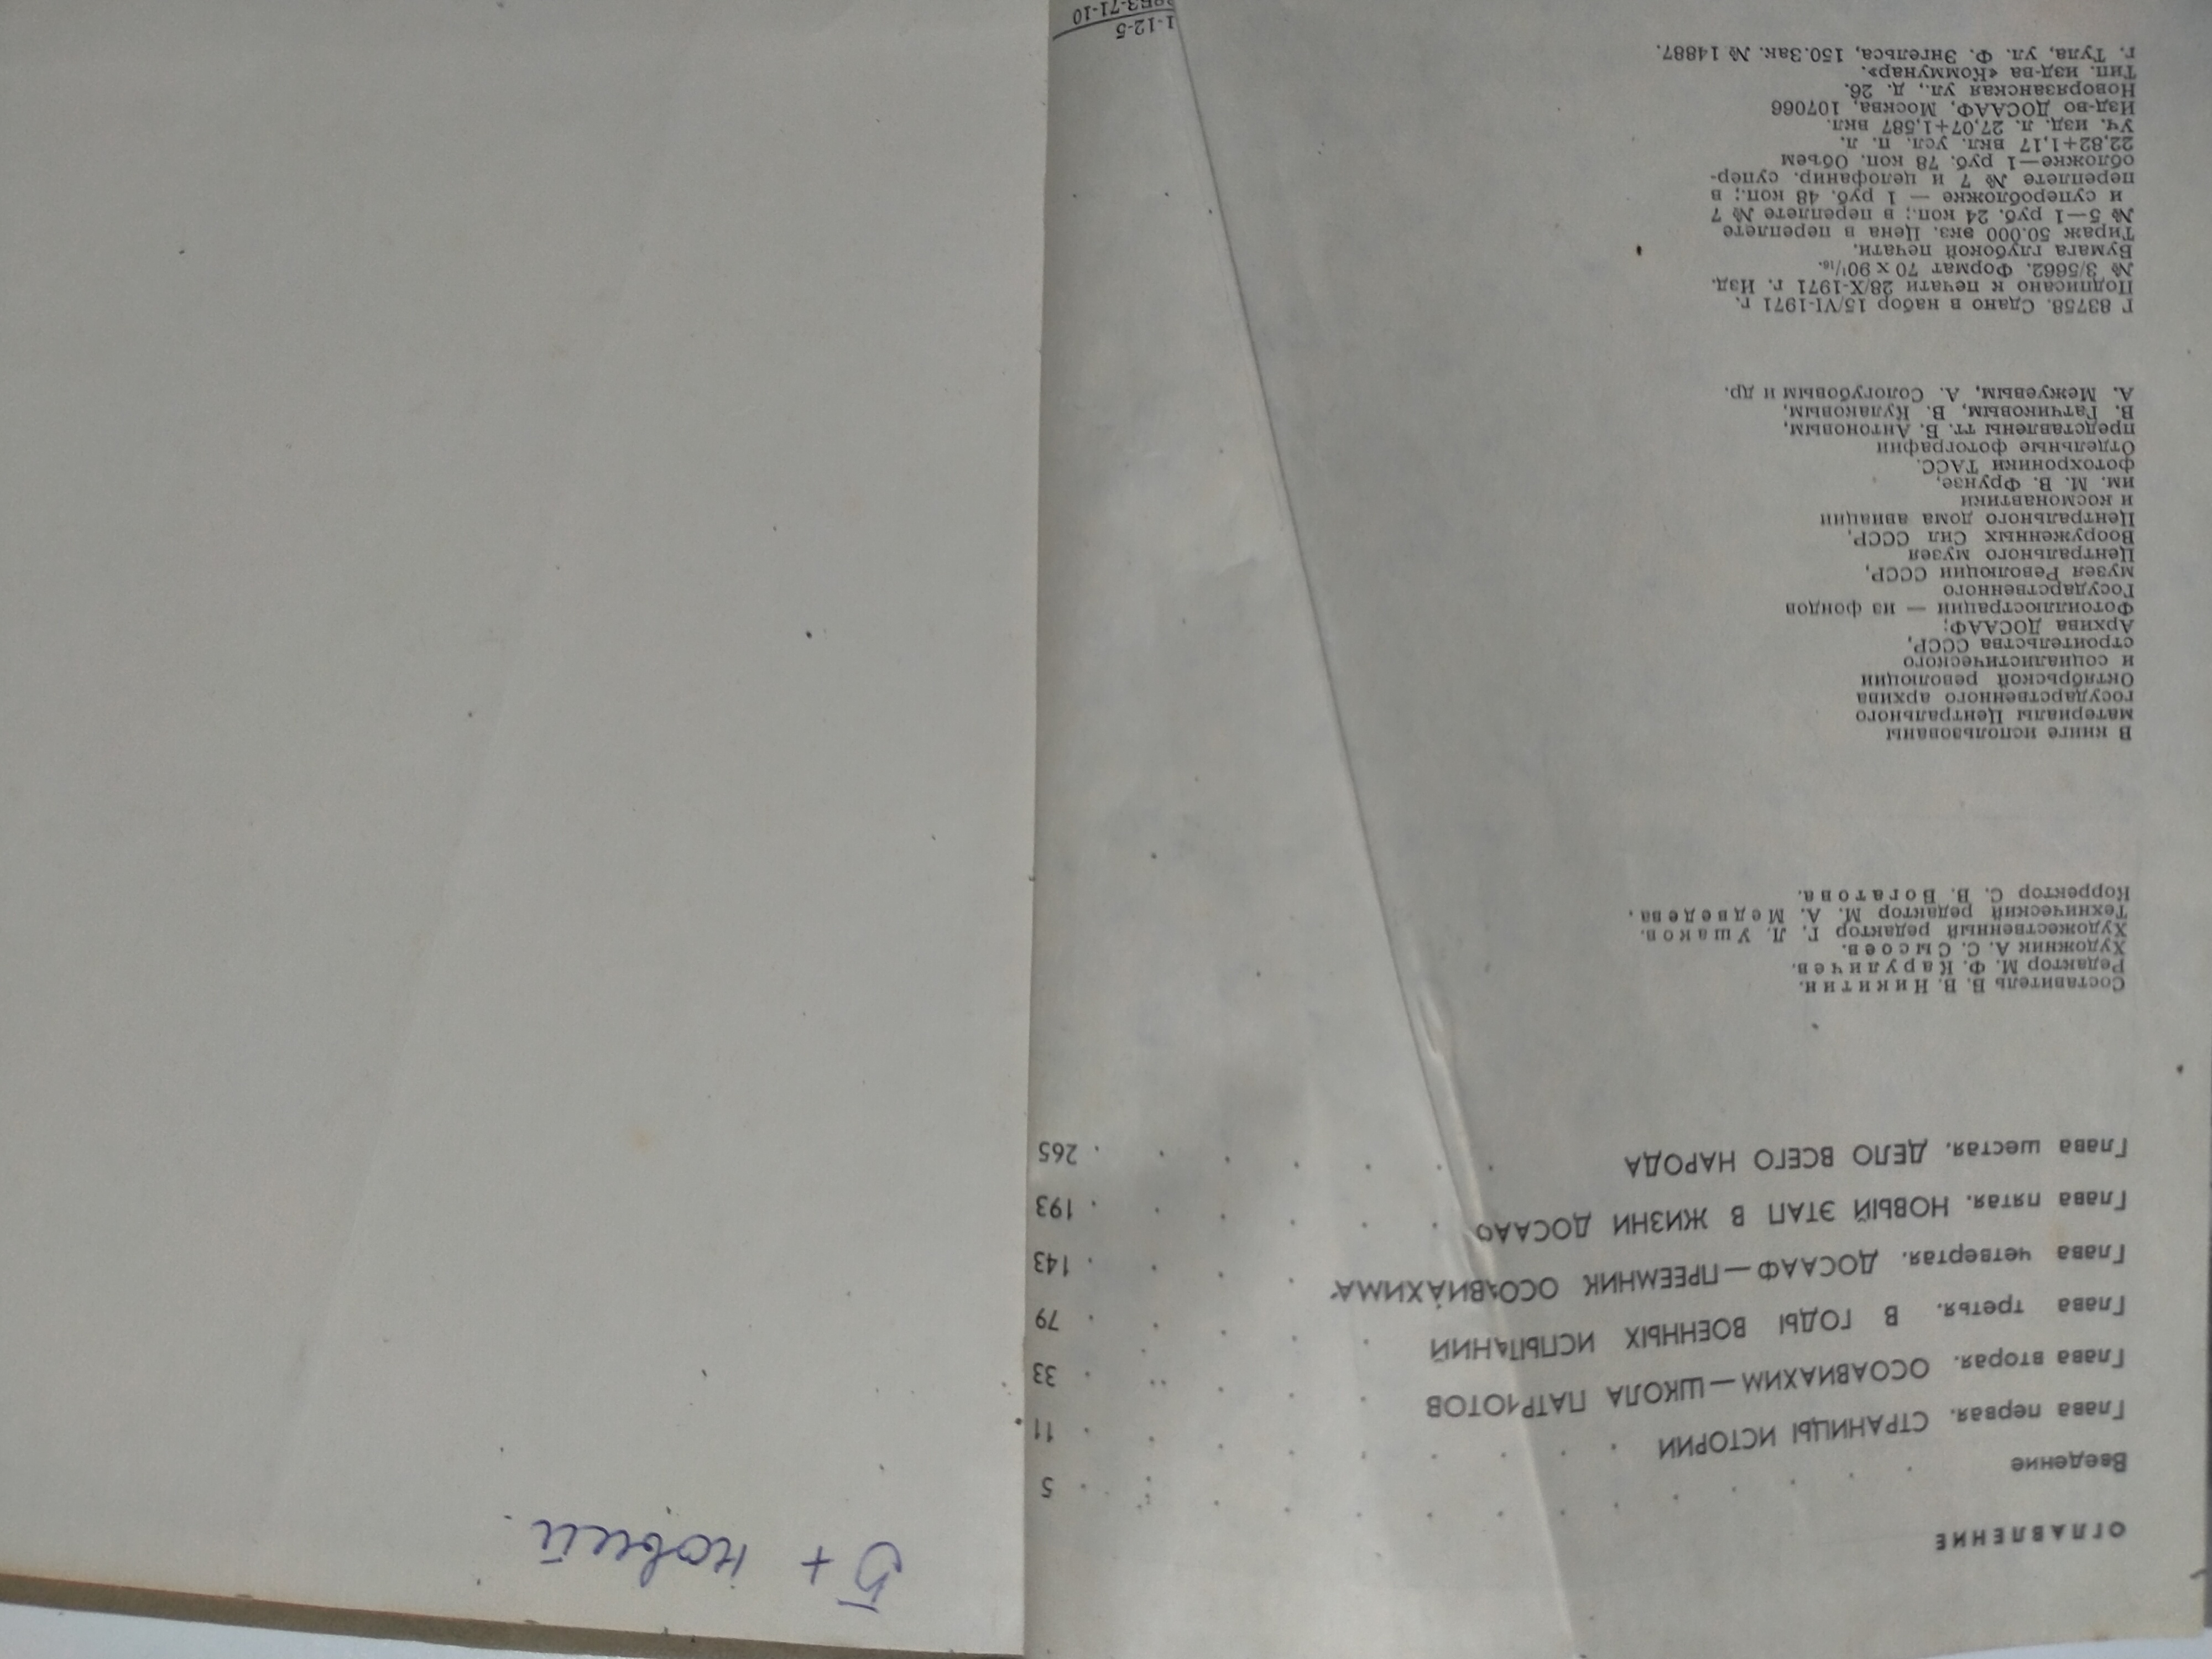 ОГЛАВЛЕНИЕ
Введение . . . . . . . . . . 5
Глава первая. СТРАНИЦЫ ИСТОРИИ . . . . . . . . 11
Глава вторая. ОСОАВИАХИМ—ШКОЛА ПАТРИОТОВ . . . . . 33
Глава третья. В ГОДЫ ВОЕННЫХ ИСПЫТАНИЙ . . . . . 79
Глава четвертая. ДОСААФ—ПРЕЕМНИК ОСОАВИАХИМА . . . . 143
Глава пятая. НОВЫЙ ЭТАП В ЖИЗНИ ДОСААФ . . . . . . 193
Глава шестая. ДЕЛО ВСЕГО НАРОДА . . . . . . . 265
Составитель В. В. Никитин.
Редактор М. Ф. Каруличев.
Художник А. С. Сысоев.
Художественный редактор Г. Л. Ушаков.
Технический редактор М. А. Медведева.
Корректор С. В. Богатова.
В книге использованы
материалы Центрального
государственного архива
Октябрьской революции
и социалистического
строительства СССР,
Архива ДОСААФ;
Фотоиллюстрации — из фондов
Государственного
музея Революции СССР,
Центрального музея
Вооруженных Сил СССР,
Центрального дома авиации
и космонавтики
им. М. В. Фрунзе,
фотохроники ТАСС.
Отдельные фотографии
представлены тт. В. Антоновым,
В. Гатчиковым, В. Кулаковым,
А. Межуевым, А. Сологубовым и др.
Г 83758. Сдано в набор 15/VI-1971 г.
Подписано к печати 28/X-1971 г. Изд.
№ 3/5662. Формат 70 x 90¹/₁₆.
Бумага глубокой печати.
Тираж 50.000 экз. Цена в переплете
№ 5—1 руб. 24 коп.; в переплете № 7
и суперобложке — 1 руб. 48 коп.; в
переплете № 7 и целофанир. супер-
обложке—1 руб. 78 коп. Объем
22,82+1,17 вкл. усл. п. л.
Уч. изд. л. 27,07+1,587 вкл.
Изд-во ДОСААФ, Москва, 107066
Новорязанская ул., д. 26.
Тип. изд-ва «Коммунар».
г. Тула, ул. Ф. Энгельса, 150. Зак. № 14887.
1-12-5
71-10
Б + новый